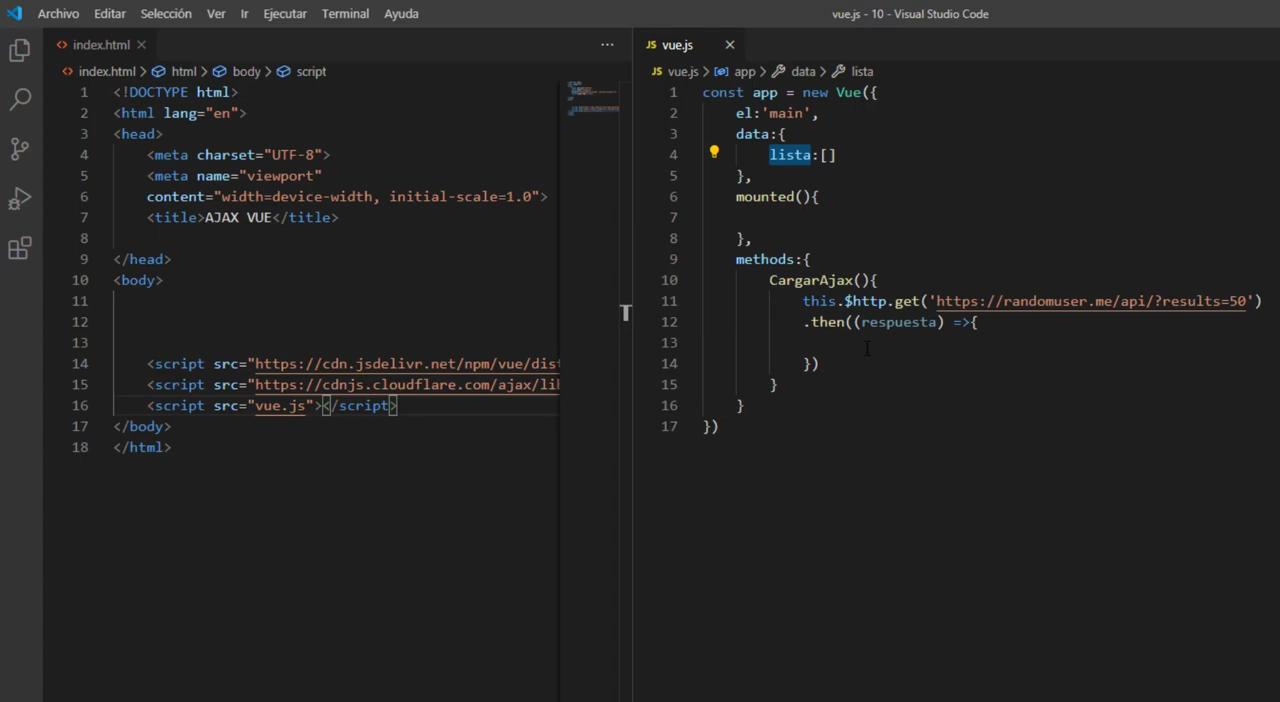 Archivo Editar Selección Ver Ir Ejecutar Terminal Ayuda vue.js - 10 - Visual Studio Code
index.html
index.html > html > body > script
1 <!DOCTYPE html>
2 <html lang="en">
3 <head>
4 <meta charset="UTF-8">
5 <meta name="viewport"
6 content="width=device-width, initial-scale=1.0">
7 <title>AJAX VUE</title>
8
9 </head>
10 <body>
11
12
13
14 <script src="https://cdn.jsdelivr.net/npm/vue/dist
15 <script src="https://cdnjs.cloudflare.com/ajax/lib
16 <script src="vue.js"></script>
17 </body>
18 </html>
JS vue.js
JS vue.js > app > data > lista
1 const app = new Vue({
2 el:'main',
3 data:{
4 lista:[]
5 },
6 mounted(){
7
8 },
9 methods:{
10 CargarAjax(){
11 this.$http.get('https://randomuser.me/api/?results=50')
12 .then((respuesta) =>{
13
14 })
15 }
16 }
17 })